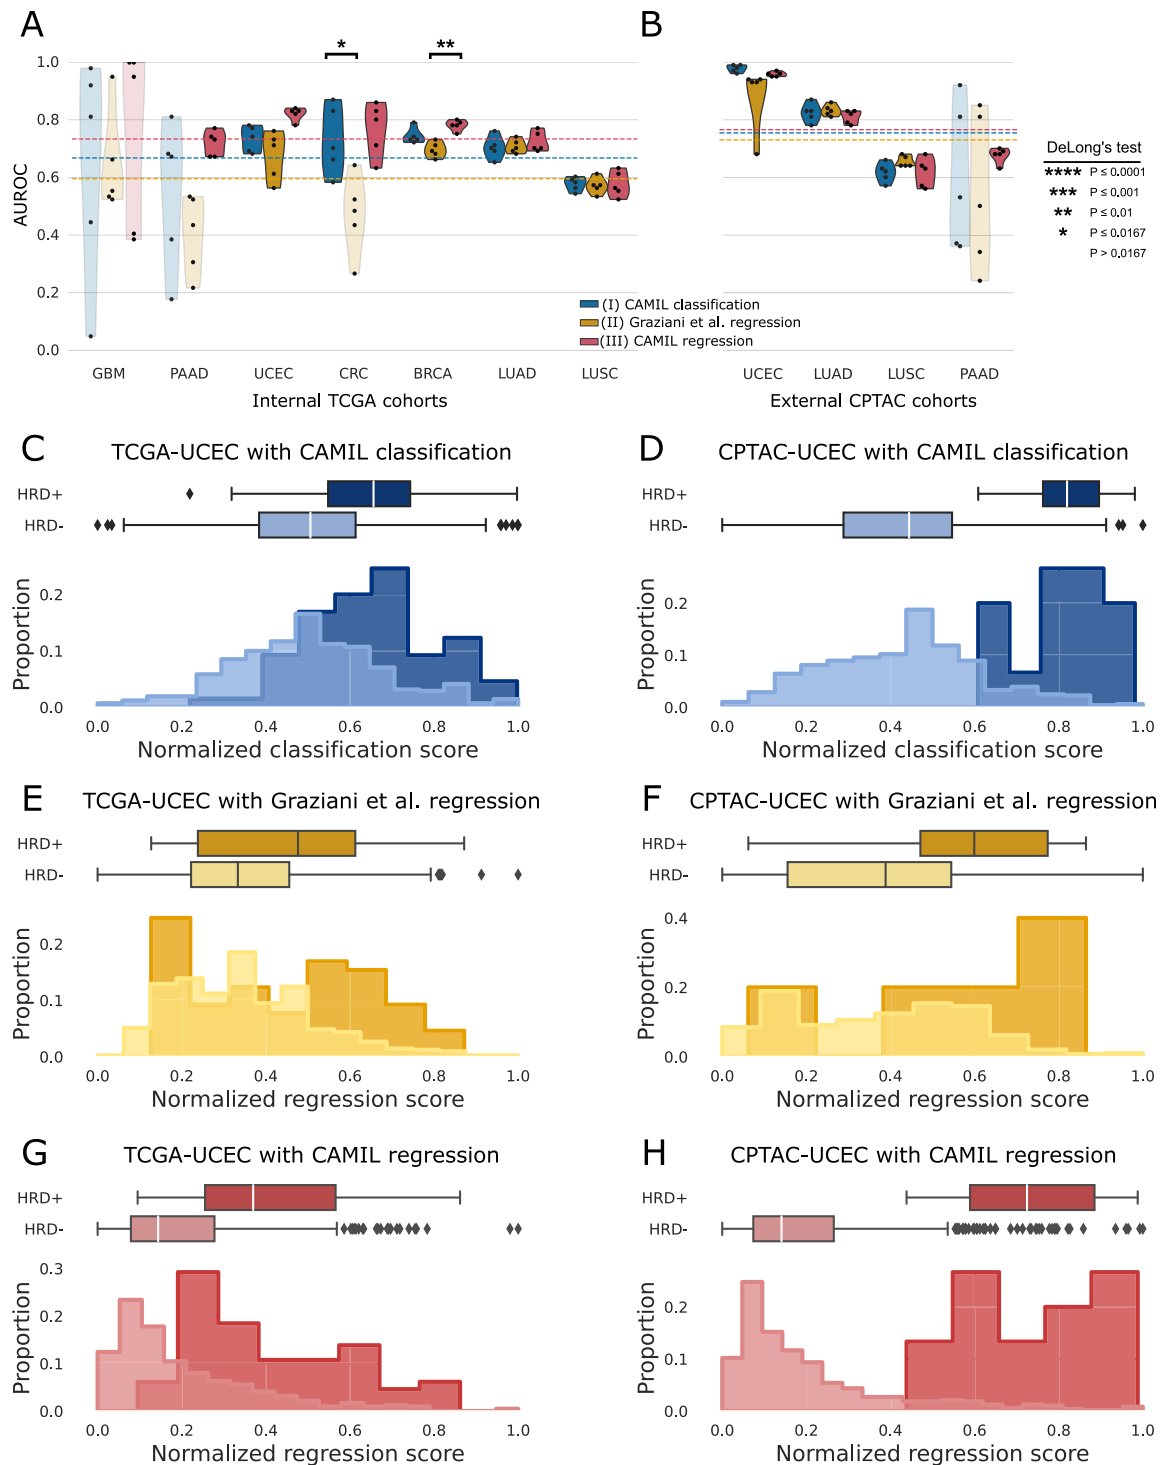 A
B
*
**
1.0
0.8
0.6
0.4
0.2
0.0
AUROC
DeLong's test
**** P ≤ 0.0001
*** P ≤ 0.001
** P ≤ 0.01
* P ≤ 0.0167
P > 0.0167
(I) CAMIL classification
(II) Graziani et al. regression
(III) CAMIL regression
GBM PAAD UCEC CRC BRCA LUAD LUSC
UCEC LUAD LUSC PAAD
Internal TCGA cohorts
External CPTAC cohorts
C
TCGA-UCEC with CAMIL classification
HRD+
HRD-
Proportion
0.2
0.1
0.0
0.0 0.2 0.4 0.6 0.8 1.0
Normalized classification score
D
CPTAC-UCEC with CAMIL classification
HRD+
HRD-
Proportion
0.2
0.1
0.0
0.0 0.2 0.4 0.6 0.8 1.0
Normalized classification score
E
TCGA-UCEC with Graziani et al. regression
HRD+
HRD-
Proportion
0.2
0.1
0.0
0.0 0.2 0.4 0.6 0.8 1.0
Normalized regression score
F
CPTAC-UCEC with Graziani et al. regression
HRD+
HRD-
Proportion
0.4
0.2
0.0
0.0 0.2 0.4 0.6 0.8 1.0
Normalized regression score
G
TCGA-UCEC with CAMIL regression
HRD+
HRD-
Proportion
0.3
0.2
0.1
0.0
0.0 0.2 0.4 0.6 0.8 1.0
Normalized regression score
H
CPTAC-UCEC with CAMIL regression
HRD+
HRD-
Proportion
0.2
0.1
0.0
0.0 0.2 0.4 0.6 0.8 1.0
Normalized regression score